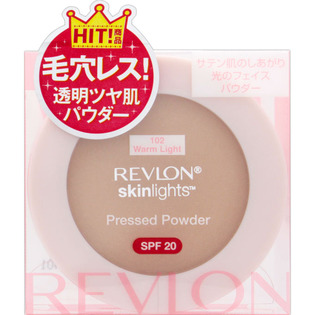 HIT!商品
毛穴レス!
透明ツヤ肌
パウダー
サテン肌のしあがり
光のフェイス
パウダー
102
Warm Light
REVLON®
skinlights™
Pressed Powder
SPF 20
REVLON